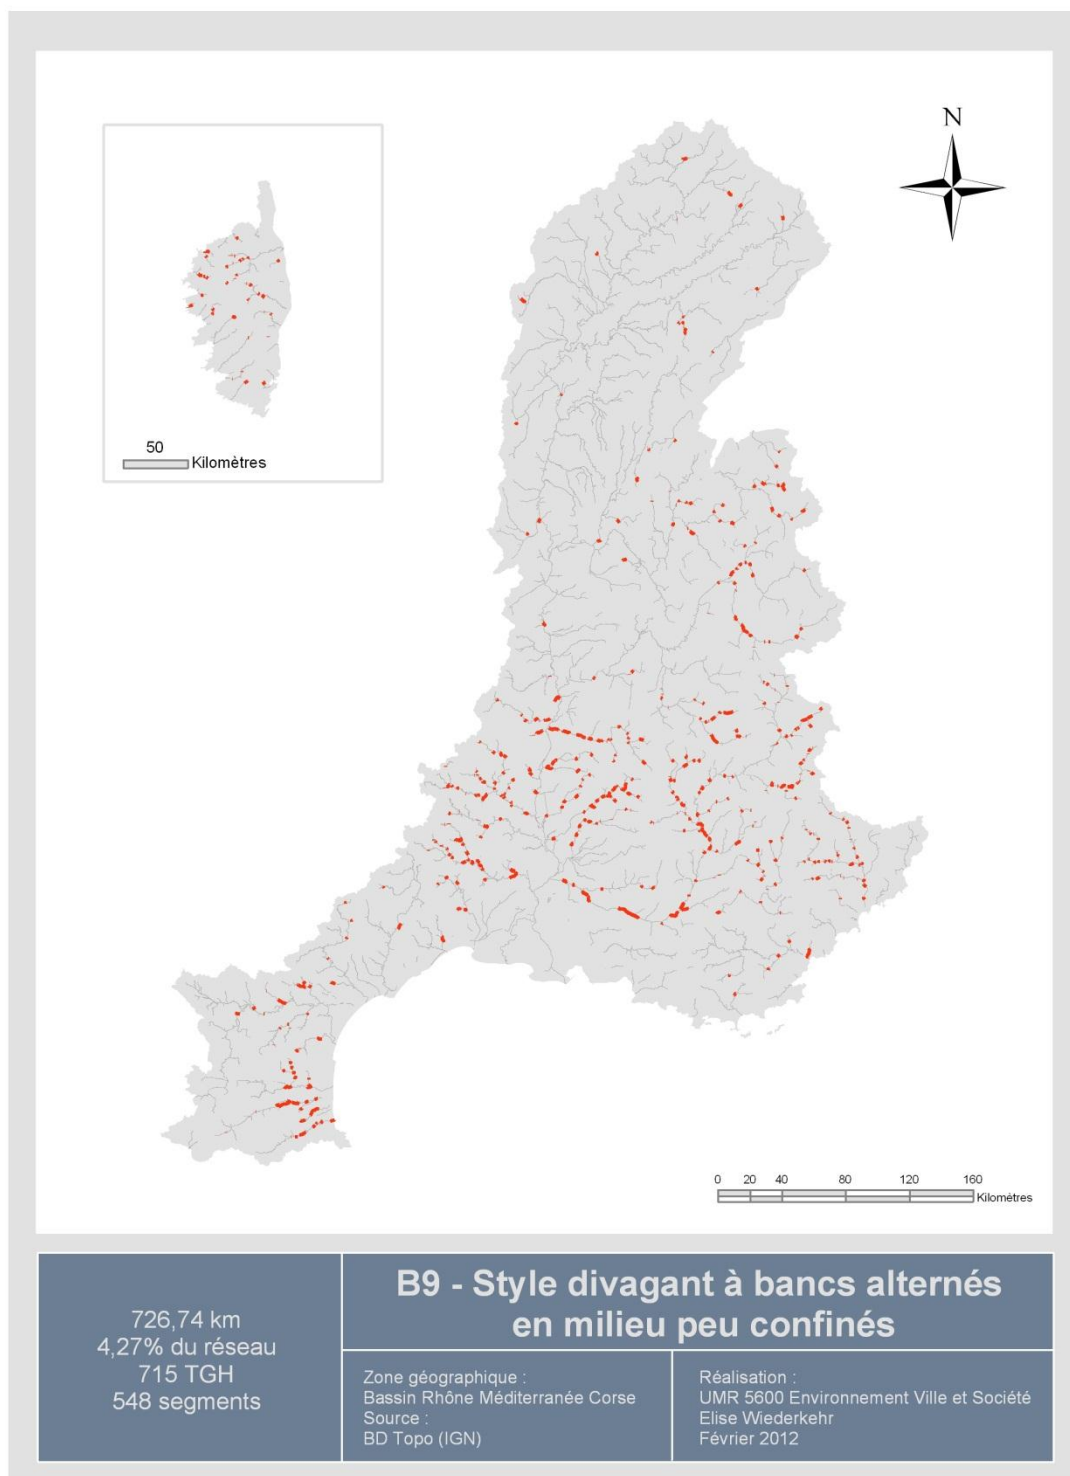 N
50
Kilomètres
0 20 40 80 120 160
Kilomètres
726,74 km
4,27% du réseau
715 TGH
548 segments
B9 - Style divagant à bancs alternés
en milieu peu confinés
Zone géographique :
Bassin Rhône Méditerranée Corse
Source :
BD Topo (IGN)
Réalisation :
UMR 5600 Environnement Ville et Société
Elise Wiederkehr
Février 2012